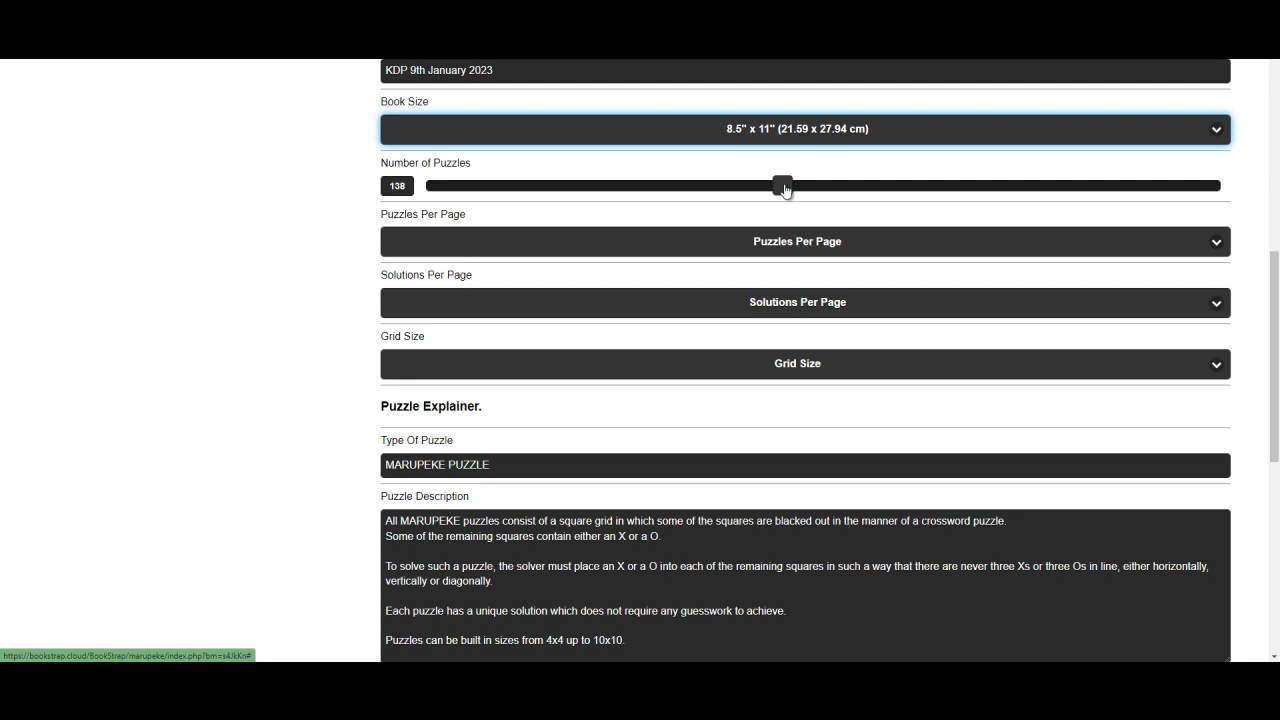 KDP 9th January 2023
Book Size
8.5" x 11" (21.59 x 27.94 cm)
Number of Puzzles
138
Puzzles Per Page
Puzzles Per Page
Solutions Per Page
Solutions Per Page
Grid Size
Grid Size
Puzzle Explainer.
Type Of Puzzle
MARUPEKE PUZZLE
Puzzle Description
All MARUPEKE puzzles consist of a square grid in which some of the squares are blacked out in the manner of a crossword puzzle.
Some of the remaining squares contain either an X or a O.
To solve such a puzzle, the solver must place an X or a O into each of the remaining squares in such a way that there are never three Xs or three Os in line, either horizontally,
vertically or diagonally.
Each puzzle has a unique solution which does not require any guesswork to achieve.
Puzzles can be built in sizes from 4x4 up to 10x10.
https://bookstrap.cloud/BookStrap/marupeke/index.php?bm=s4JkKn#